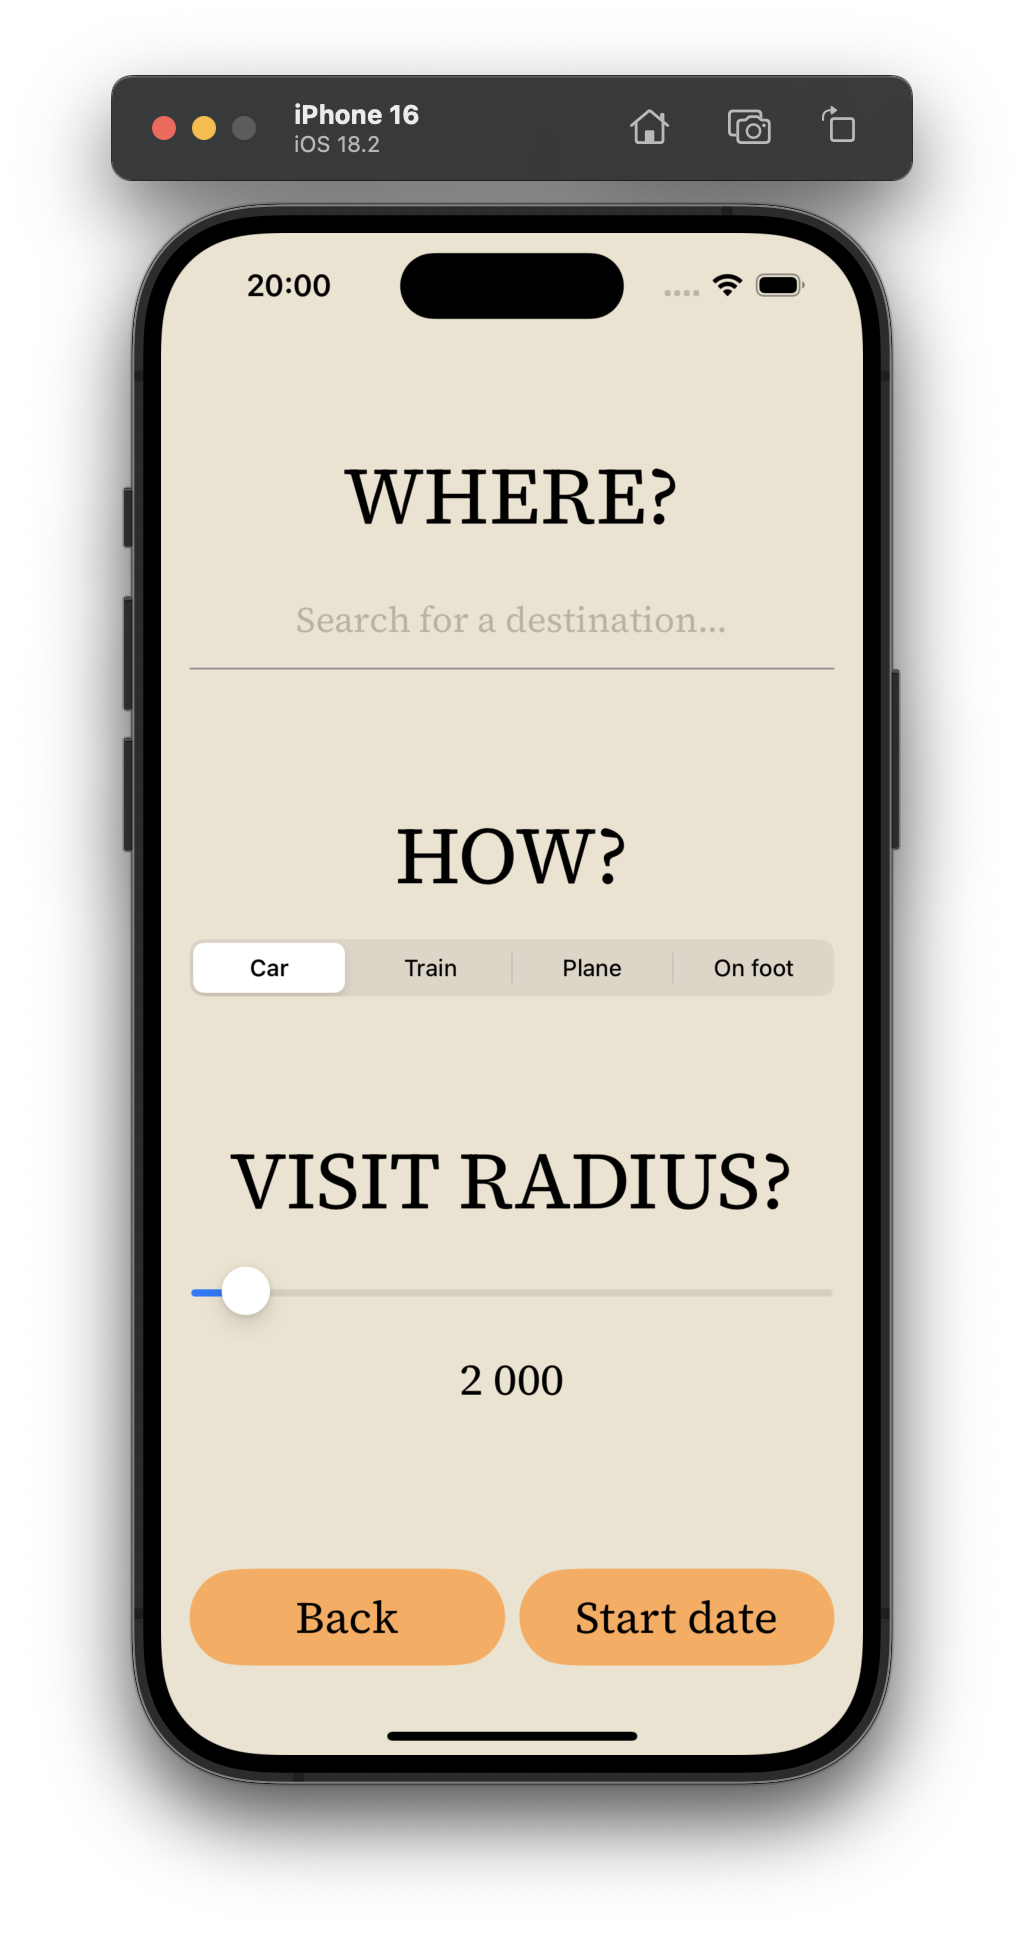 iPhone 16
iOS 18.2
20:00
WHERE?
Search for a destination...
HOW?
Car Train Plane On foot
VISIT RADIUS?
2 000
Back Start date